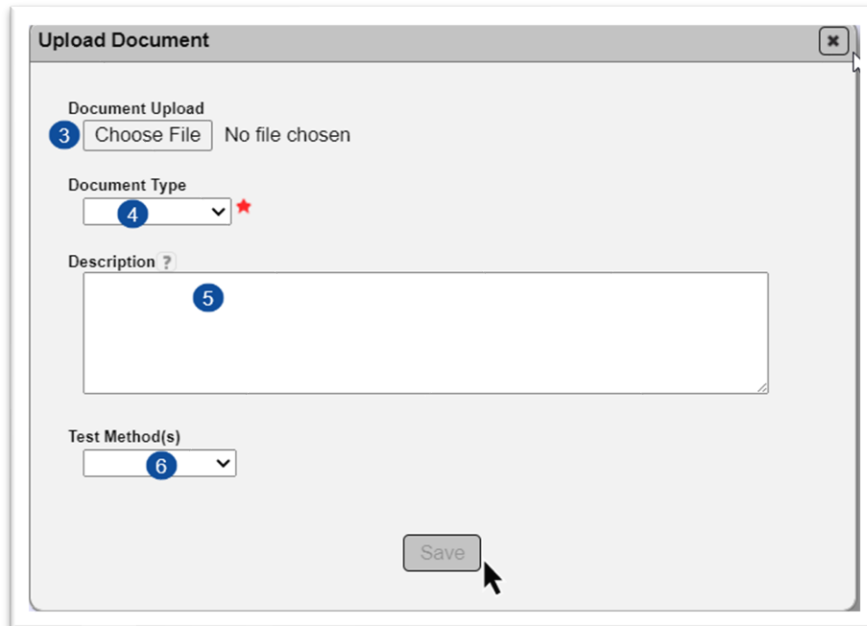 Upload Document
Document Upload
3 Choose File No file chosen
Document Type
4
Description ?
5
Test Method(s)
6
Save